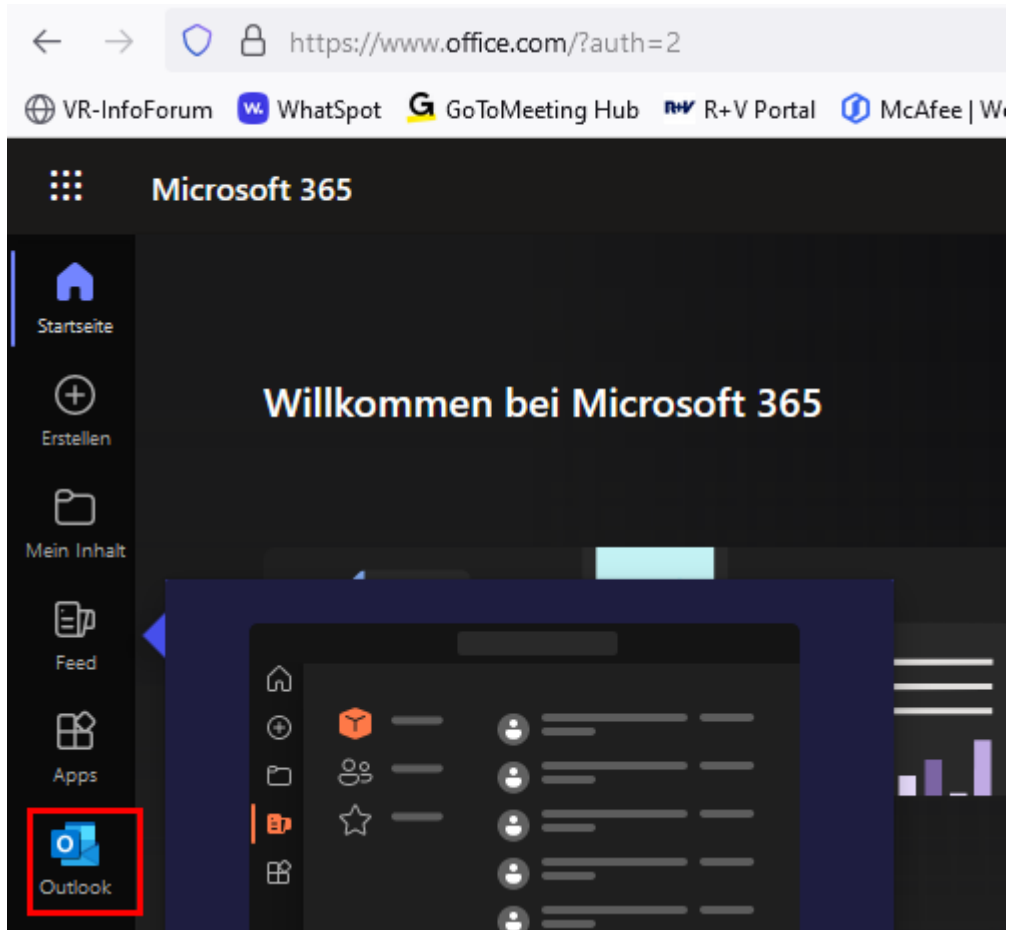 https://www.office.com/?auth=2
VR-InfoForum WhatSpot GoToMeeting Hub R+V R+V Portal McAfee | We
Microsoft 365
Startseite
Willkommen bei Microsoft 365
Erstellen
Mein Inhalt
Feed
Apps
Outlook